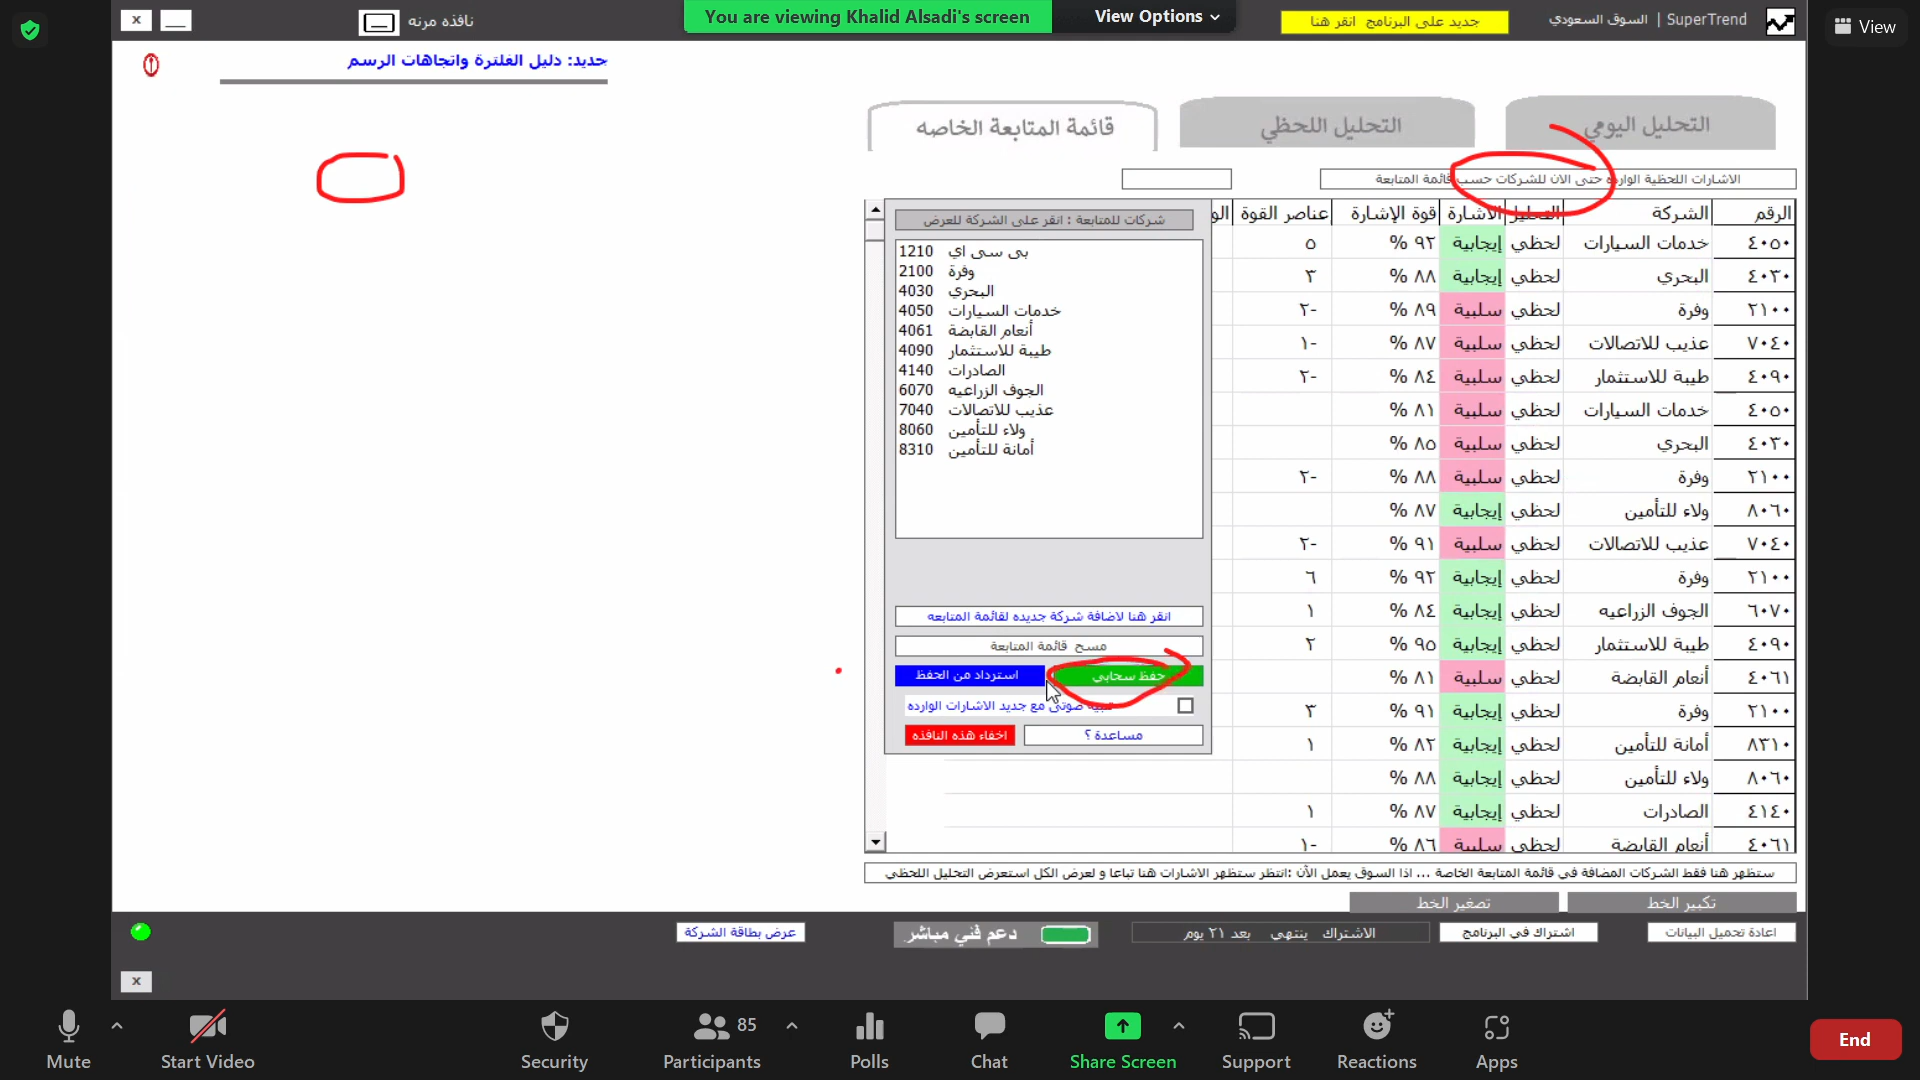 x __ نافذه مرنه You are viewing Khalid Alsadi's screen View Options جديد على البرنامج انقر هنا السوق السعودي | SuperTrend View
جديد: دليل الفلترة واتجاهات الرسم
التحليل اليومي التحليل اللحظي قائمة المتابعة الخاصه
الاشارات اللحظية الوارده حتى الان للشركات حسب قائمة المتابعة
الرقم الشركة التحليل الاشارة قوة الإشارة عناصر القوة الو
٤٠٥٠ خدمات السيارات لحظي إيجابية ٩٢ % ٥
٤٠٣٠ البحري لحظي إيجابية ٨٨ % ٣
٢١٠٠ وفرة لحظي سلبية ٨٩ % ٢-
٧٠٤٠ عذيب للاتصالات لحظي سلبية ٨٧ % ١-
٤٠٩٠ طيبة للاستثمار لحظي سلبية ٨٤ % ٢-
٤٠٥٠ خدمات السيارات لحظي سلبية ٨١ %
٤٠٣٠ البحري لحظي سلبية ٨٥ %
٢١٠٠ وفرة لحظي سلبية ٨٨ % ٢-
٨٠٦٠ ولاء للتأمين لحظي إيجابية ٨٧ %
٧٠٤٠ عذيب للاتصالات لحظي سلبية ٩١ % ٢-
٢١٠٠ وفرة لحظي إيجابية ٩٢ % ٦
٦٠٧٠ الجوف الزراعيه لحظي إيجابية ٨٤ % ١
٤٠٩٠ طيبة للاستثمار لحظي إيجابية ٩٥ % ٢
٤٠٦١ أنعام القابضة لحظي سلبية ٨١ %
٢١٠٠ وفرة لحظي إيجابية ٩١ % ٣
٨٣١٠ أمانة للتأمين لحظي إيجابية ٨٢ % ١
٨٠٦٠ ولاء للتأمين لحظي إيجابية ٨٨ %
٤١٤٠ الصادرات لحظي إيجابية ٨٧ % ١
٤٠٦١ أنعام القابضة لحظي سلبية ٨٦ % ١-
شركات للمتابعة : انقر على الشركة للعرض
1210 بى سى اي
2100 وفرة
4030 البحري
4050 خدمات السيارات
4061 أنعام القابضة
4090 طيبة للاستثمار
4140 الصادرات
6070 الجوف الزراعيه
7040 عذيب للاتصالات
8060 ولاء للتأمين
8310 أمانة للتأمين
انقر هنا لاضافة شركة جديده لقائمة المتابعه
مسح قائمة المتابعة
حفظ سحابي استرداد من الحفظ
تنبيه صوتى مع جديد الاشارات الوارده
مساعدة ؟ اخفاء هذه النافذه
ستظهر هنا فقط الشركات المضافة في قائمة المتابعة الخاصة ... اذا السوق يعمل الآن :انتظر ستظهر الاشارات هنا تباعا و لعرض الكل استعرض التحليل اللحظي
تكبير الخط تصغير الخط
اعادة تحميل البيانات اشتراك في البرنامج الاشتراك ينتهي بعد ٢١ يوم دعم فني مباشر عرض بطاقة الشركة
x
85
Mute Start Video Security Participants Polls Chat Share Screen Support Reactions Apps End